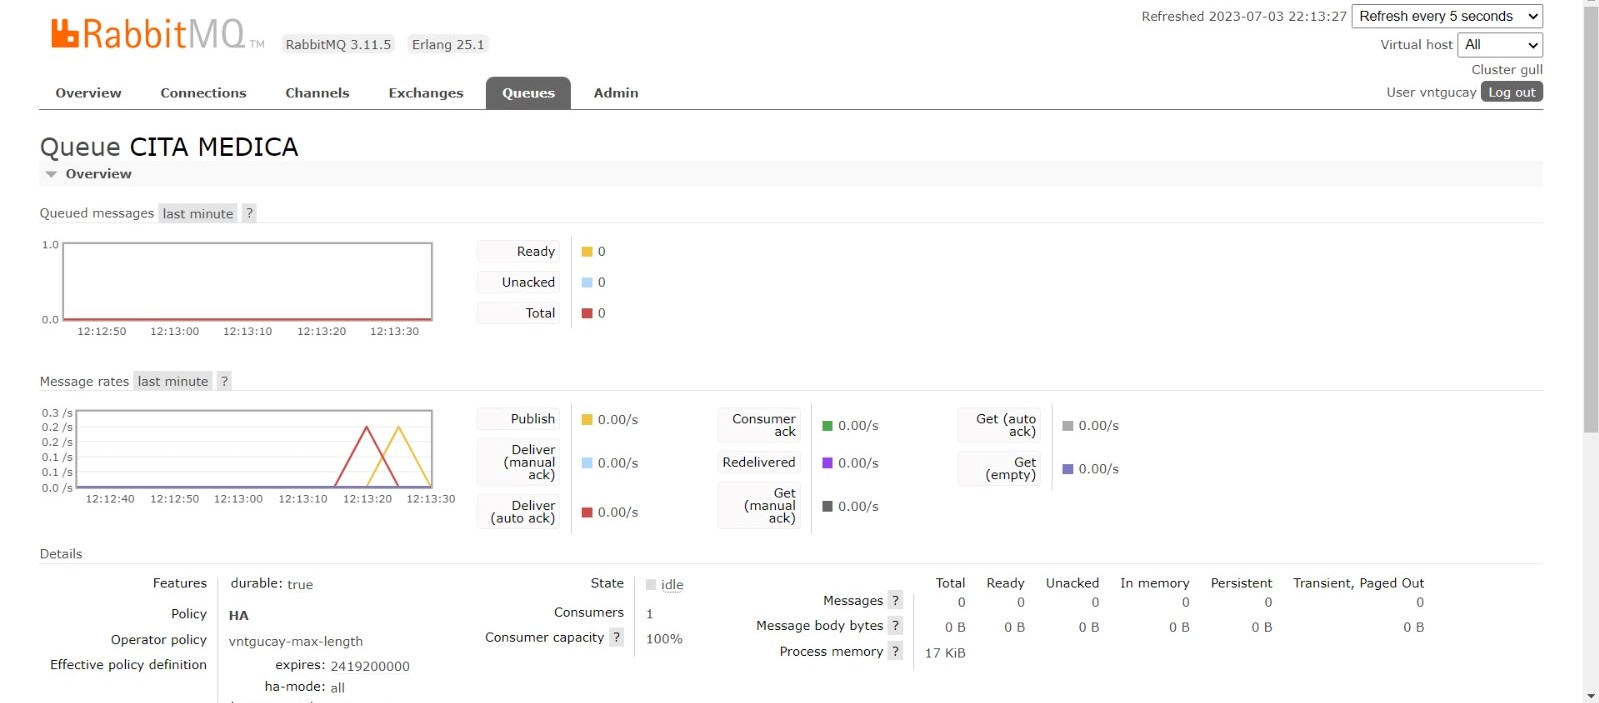 RabbitMQ TM RabbitMQ 3.11.5 Erlang 25.1
Refreshed 2023-07-03 22:13:27 Refresh every 5 seconds
Virtual host All
Cluster gull
User vntgucay Log out
Overview Connections Channels Exchanges Queues Admin
Queue CITA MEDICA
Overview
Queued messages last minute ?
1.0
0.0
12:12:50 12:13:00 12:13:10 12:13:20 12:13:30
Ready 0
Unacked 0
Total 0
Message rates last minute ?
0.3 /s
0.2 /s
0.2 /s
0.1 /s
0.1 /s
0.0 /s
12:12:40 12:12:50 12:13:00 12:13:10 12:13:20 12:13:30
Publish 0.00/s
Deliver
(manual
ack) 0.00/s
Deliver
(auto ack) 0.00/s
Consumer
ack 0.00/s
Redelivered 0.00/s
Get
(manual
ack) 0.00/s
Get (auto
ack) 0.00/s
Get
(empty) 0.00/s
Details
Features durable: true
Policy HA
Operator policy vntgucay-max-length
Effective policy definition expires: 2419200000
ha-mode: all
State idle
Consumers 1
Consumer capacity ? 100%
Total Ready Unacked In memory Persistent Transient, Paged Out
Messages ? 0 0 0 0 0 0
Message body bytes ? 0 B 0 B 0 B 0 B 0 B 0 B
Process memory ? 17 KiB